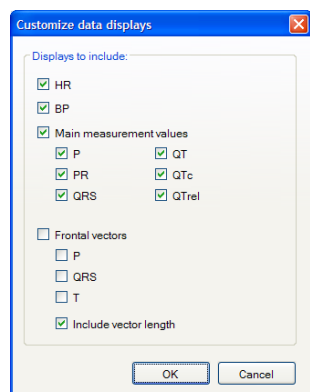 Customize data displays
Displays to include:
HR
BP
Main measurement values
P QT
PR QTc
QRS QTrel
Frontal vectors
P
QRS
T
Include vector length
OK Cancel